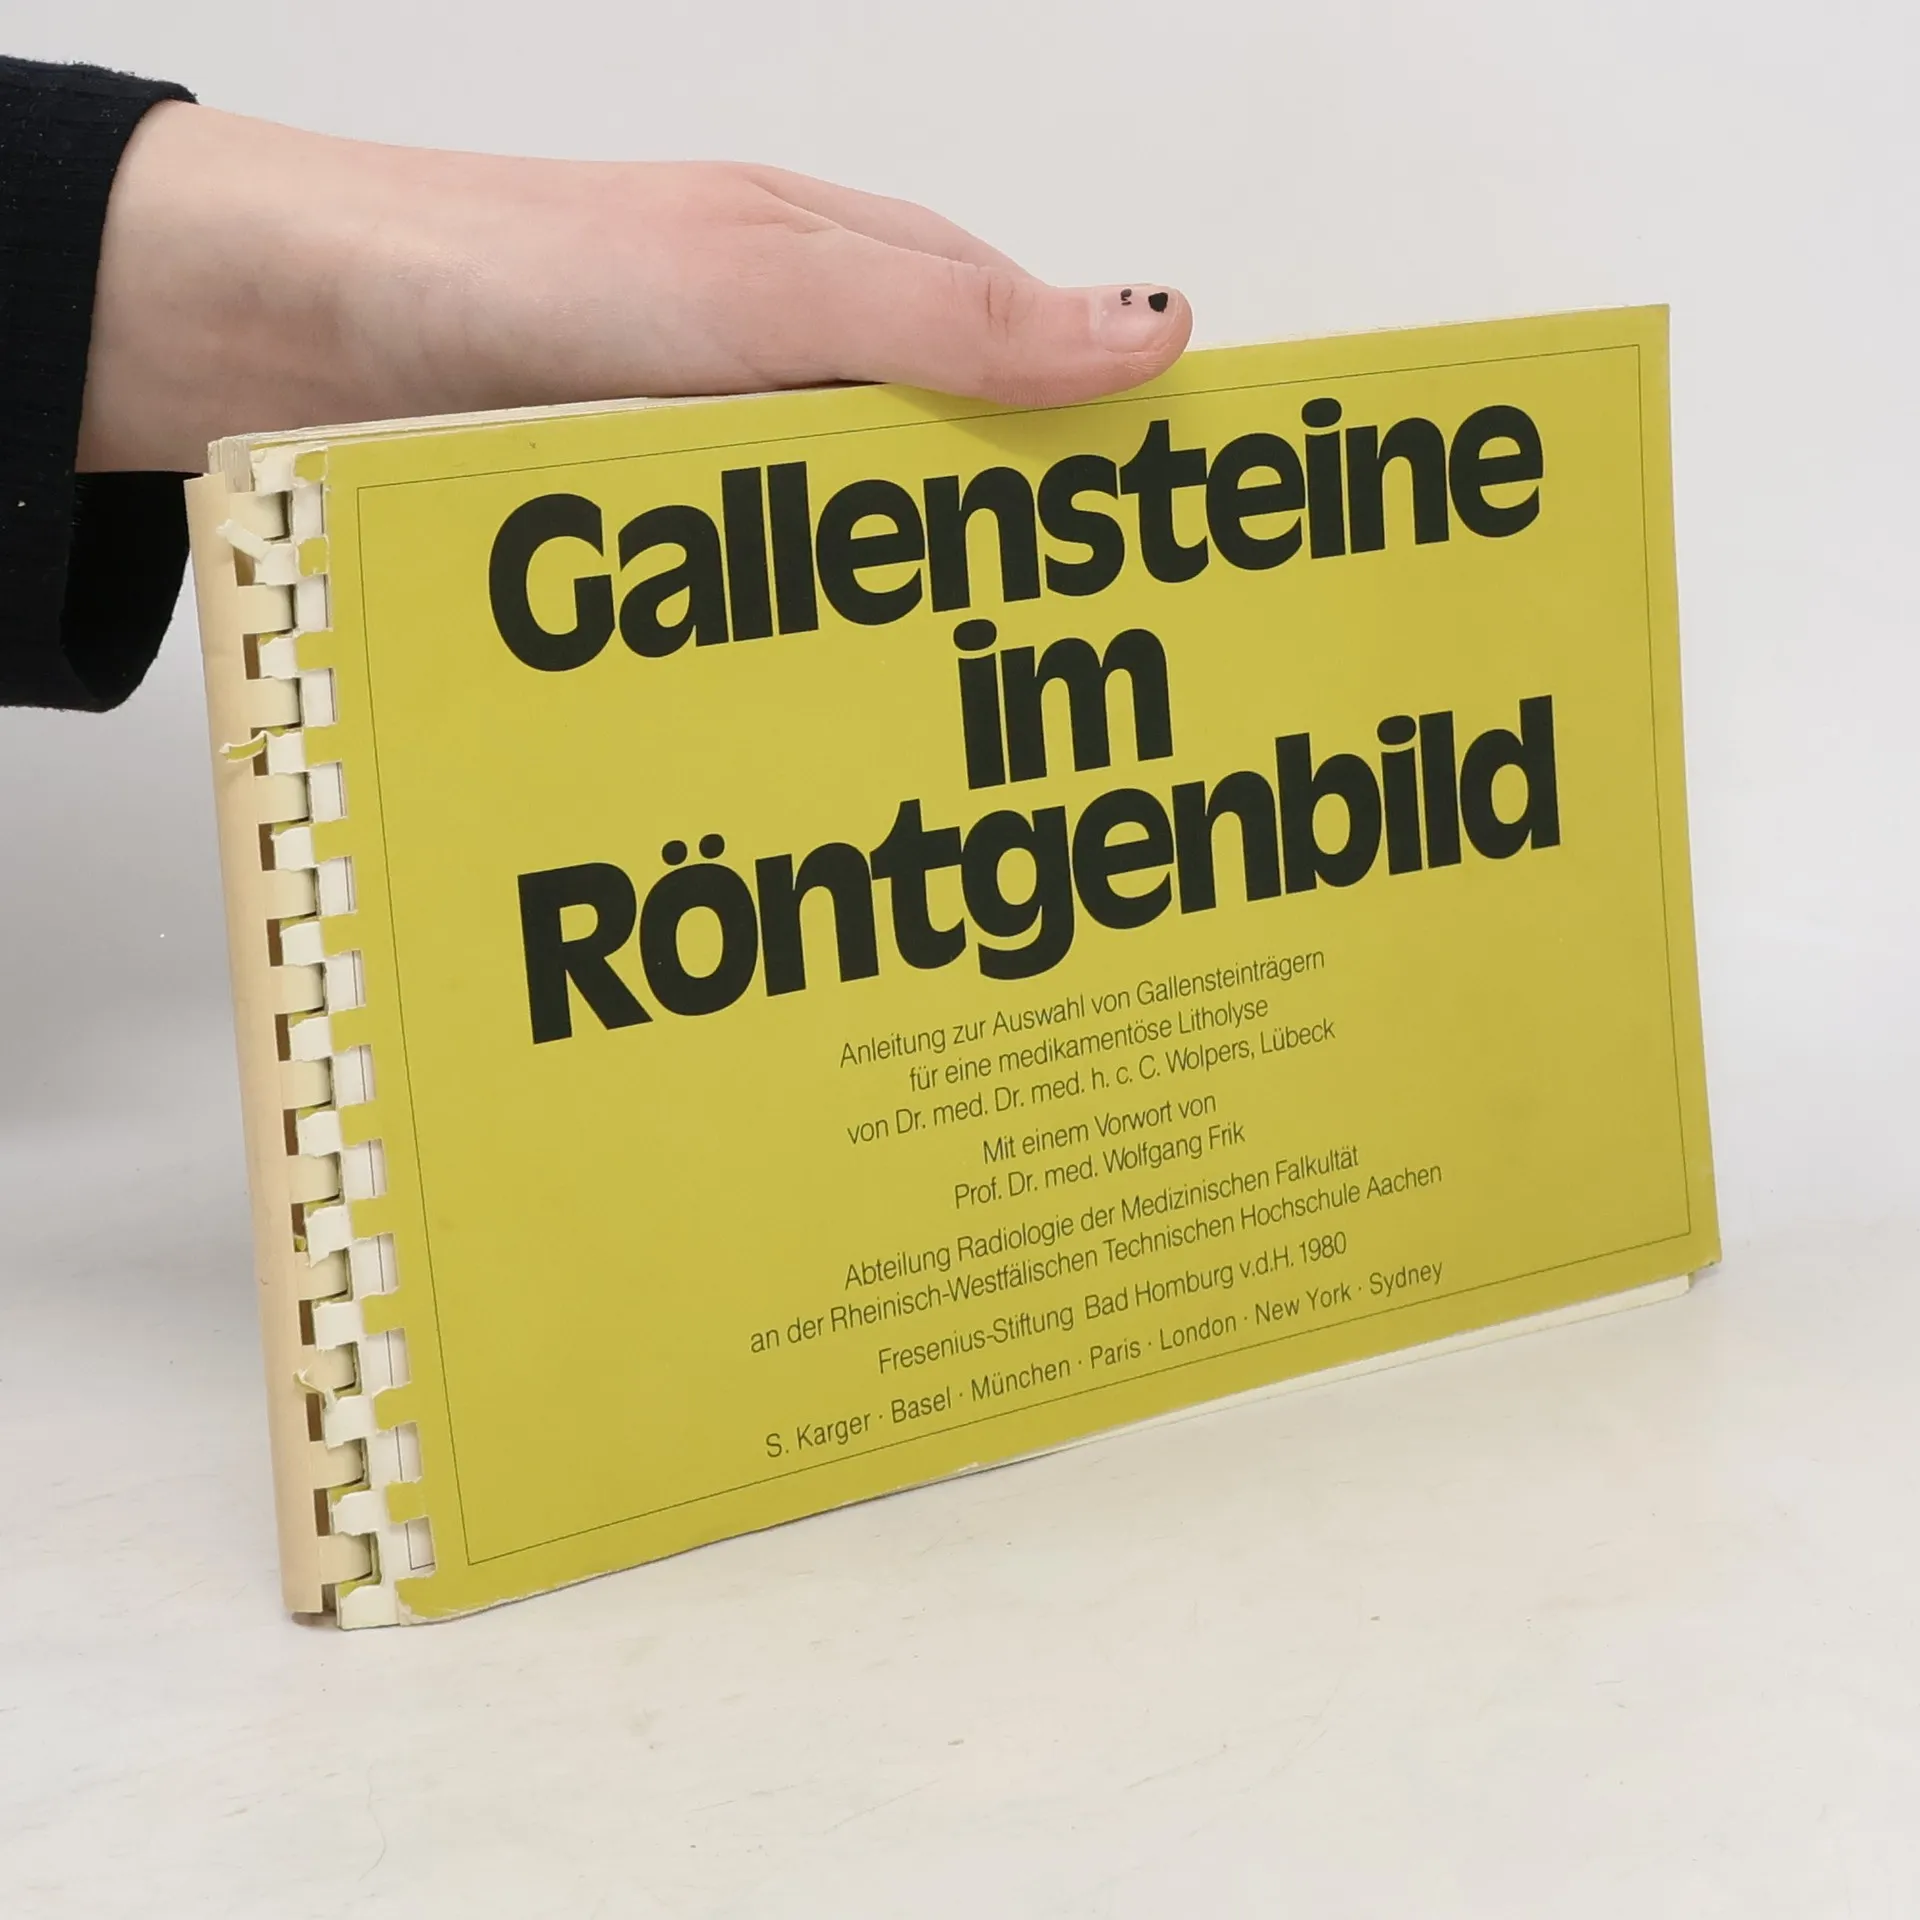 Gallensteine
im
Röntgenbild
Anleitung zur Auswahl von Gallensteinträgern
für eine medikamentöse Litholyse
von Dr. med. Dr. med. h. c. C. Wolpers, Lübeck
Mit einem Vorwort von
Prof. Dr. med. Wolfgang Frik
Abteilung Radiologie der Medizinischen Falkultät
an der Rheinisch-Westfälischen Technischen Hochschule Aachen
Fresenius-Stiftung Bad Homburg v.d.H. 1980
S. Karger · Basel · München · Paris · London · New York · Sydney